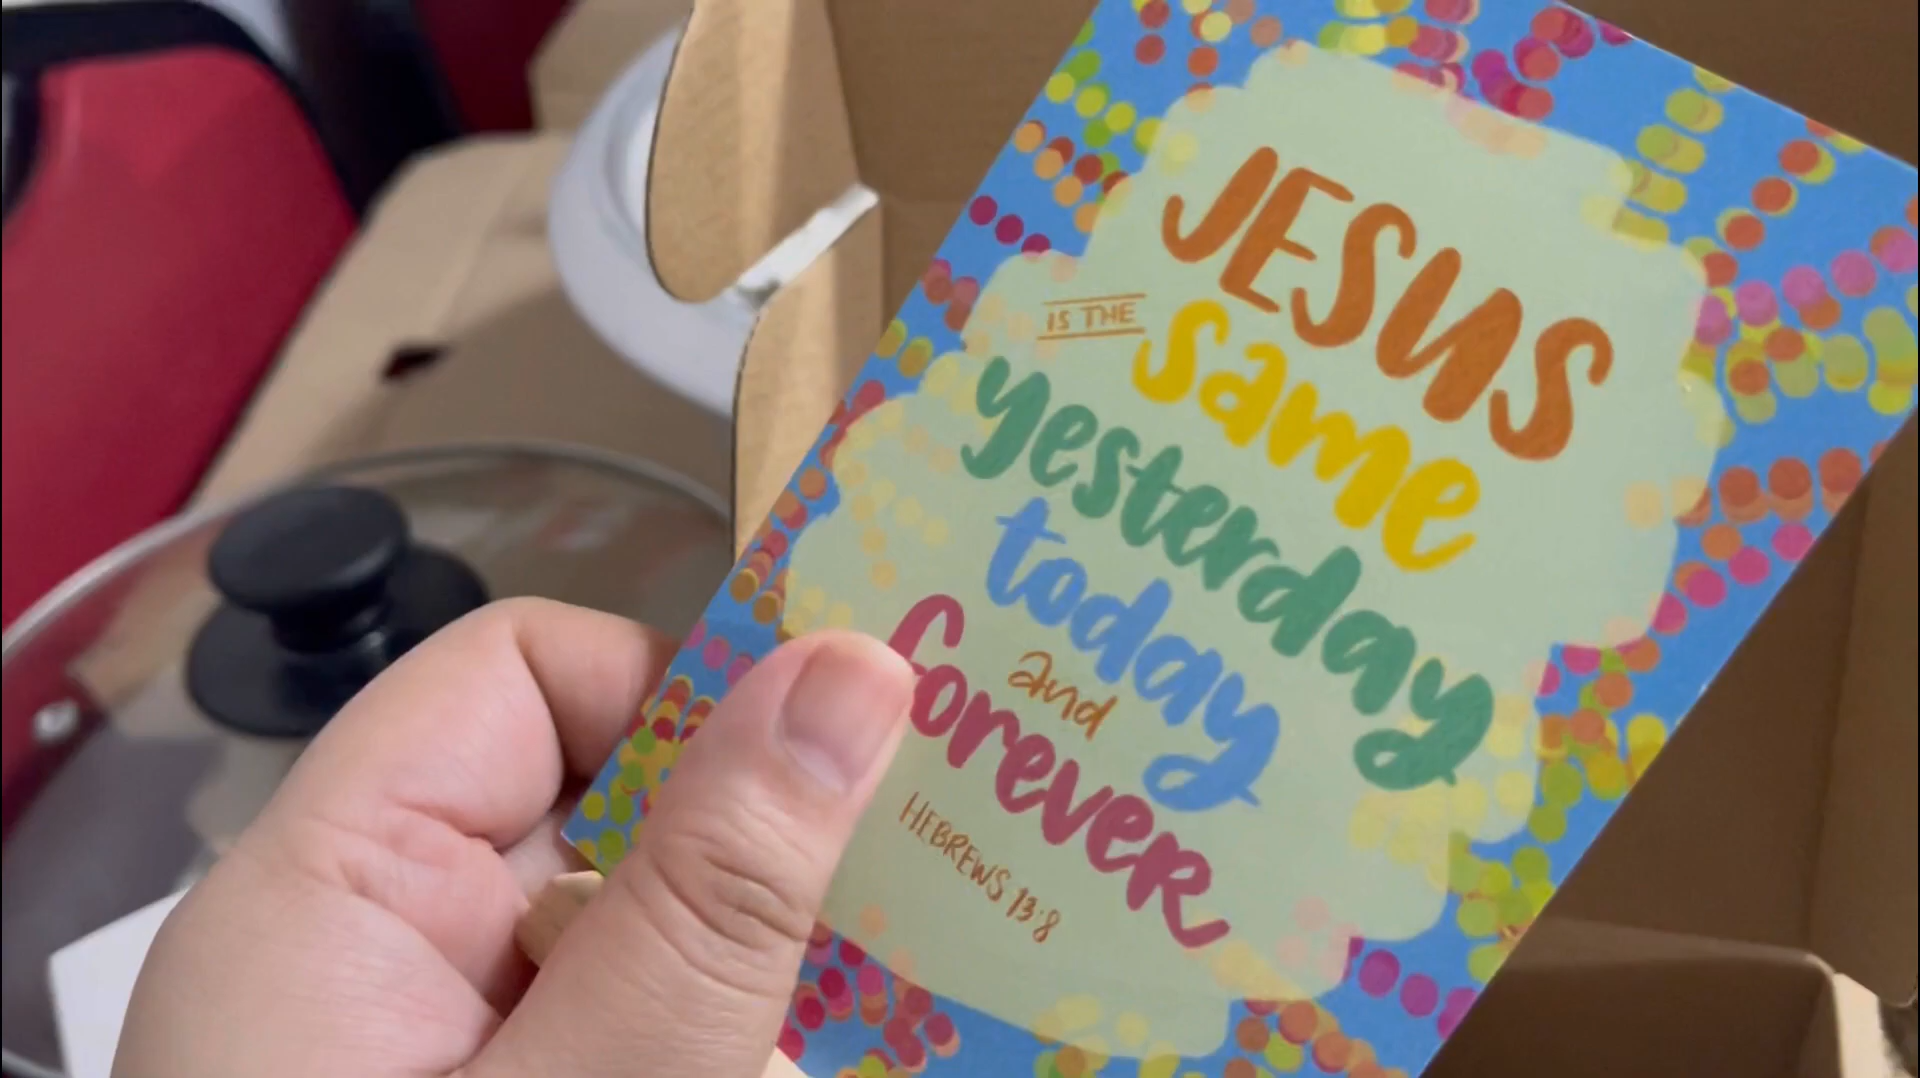 JESUS
IS THE same
yesterday
today
and
forever
HEBREWS 13:8